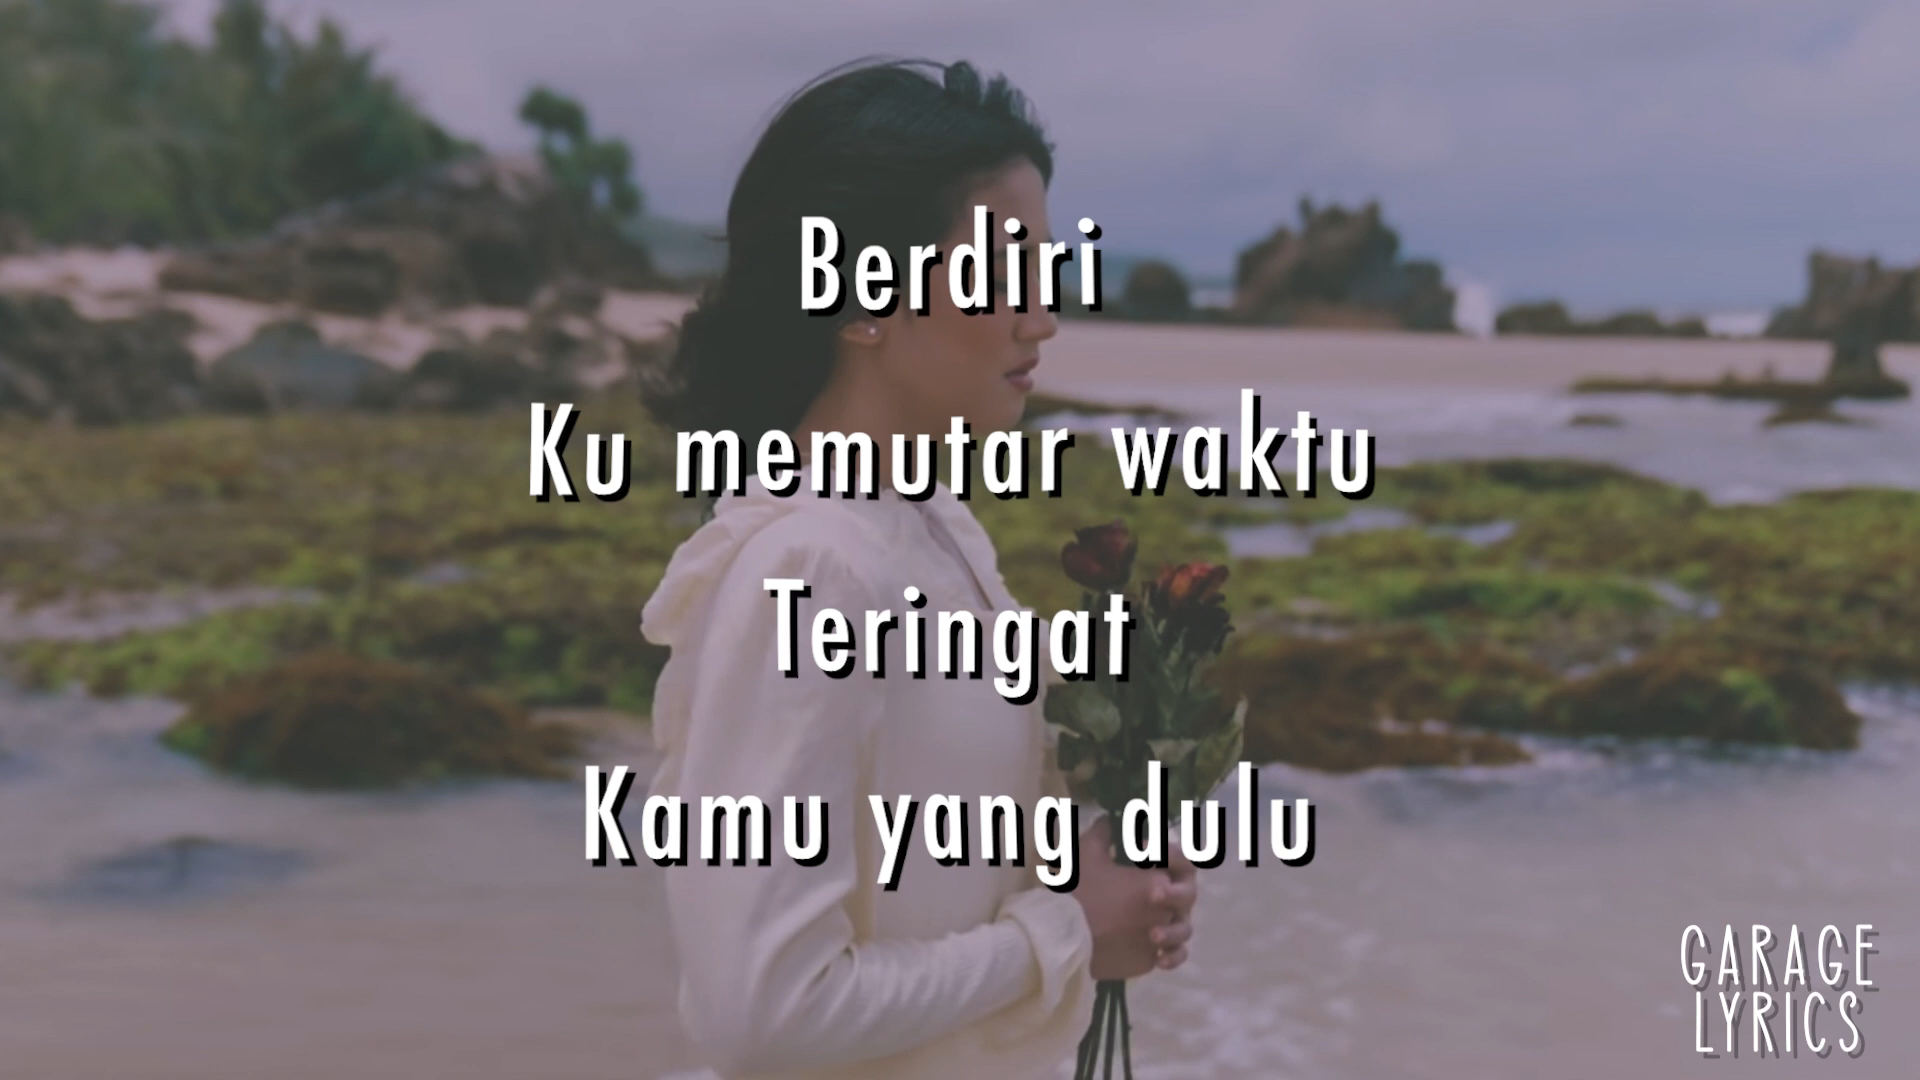 Berdiri
Ku memutar waktu
Teringat
Kamu yang dulu
GARAGE
LYRICS